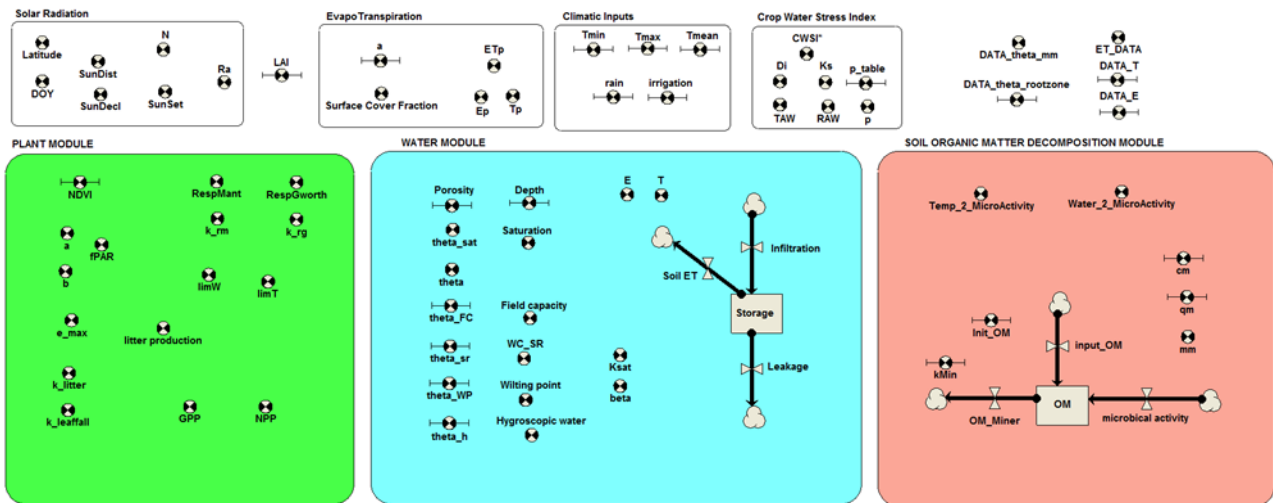 Solar Radiation
Latitude
SunDist
N
DOY
SunDecl
SunSet
Ra
LAI
EvapoTranspiration
a
ETp
Surface Cover Fraction
Ep
Tp
Climatic Inputs
Tmin
Tmax
Tmean
rain
irrigation
Crop Water Stress Index
CWSI*
Di
Ks
p_table
TAW
RAW
p
DATA_theta_mm
DATA_theta_rootzone
ET_DATA
DATA_T
DATA_E
PLANT MODULE
NDVI
RespMant
RespGworth
k_rm
k_rg
a
fPAR
b
limW
limT
e_max
litter production
k_litter
k_leaffall
GPP
NPP
WATER MODULE
Porosity
Depth
E
T
theta_sat
Saturation
theta
theta_FC
Field capacity
theta_sr
WC_SR
theta_WP
Wilting point
theta_h
Hygroscopic water
Ksat
beta
Infiltration
Soil ET
Storage
Leakage
SOIL ORGANIC MATTER DECOMPOSITION MODULE
Temp_2_MicroActivity
Water_2_MicroActivity
cm
qm
mm
Init_OM
input_OM
kMin
OM
OM_Miner
microbical activity